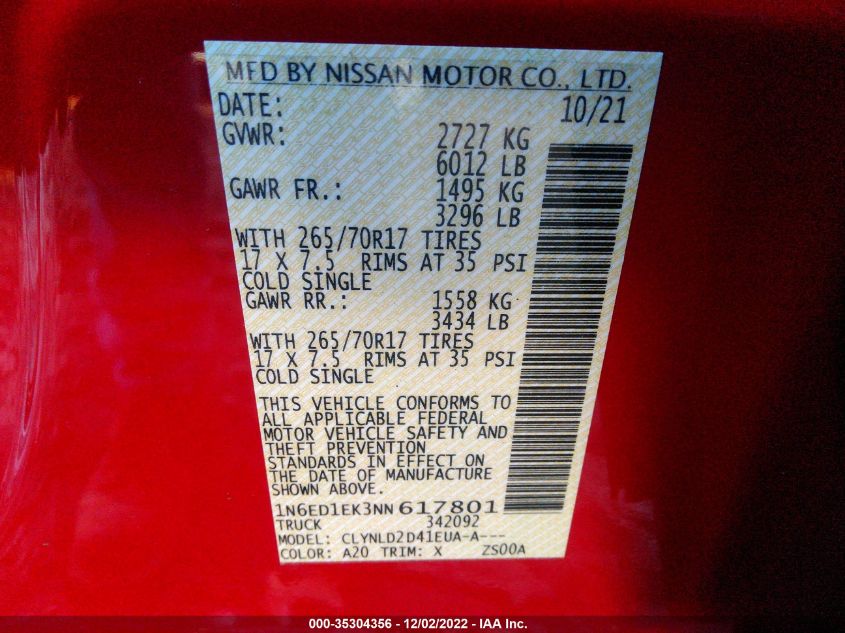 MFD BY NISSAN MOTOR CO., LTD.
DATE: 10/21
GVWR: 2727 KG
6012 LB
GAWR FR.: 1495 KG
3296 LB
WITH 265/70R17 TIRES
17 X 7.5 RIMS AT 35 PSI
COLD SINGLE
GAWR RR.: 1558 KG
3434 LB
WITH 265/70R17 TIRES
17 X 7.5 RIMS AT 35 PSI
COLD SINGLE
THIS VEHICLE CONFORMS TO
ALL APPLICABLE FEDERAL
MOTOR VEHICLE SAFETY AND
THEFT PREVENTION
STANDARDS IN EFFECT ON
THE DATE OF MANUFACTURE
SHOWN ABOVE.
1N6ED1EK3NN617801
TRUCK 342092
MODEL: CLYNLD2D41EUA-A---
COLOR: A20 TRIM: X ZS00A
000-35304356 - 12/02/2022 - IAA Inc.